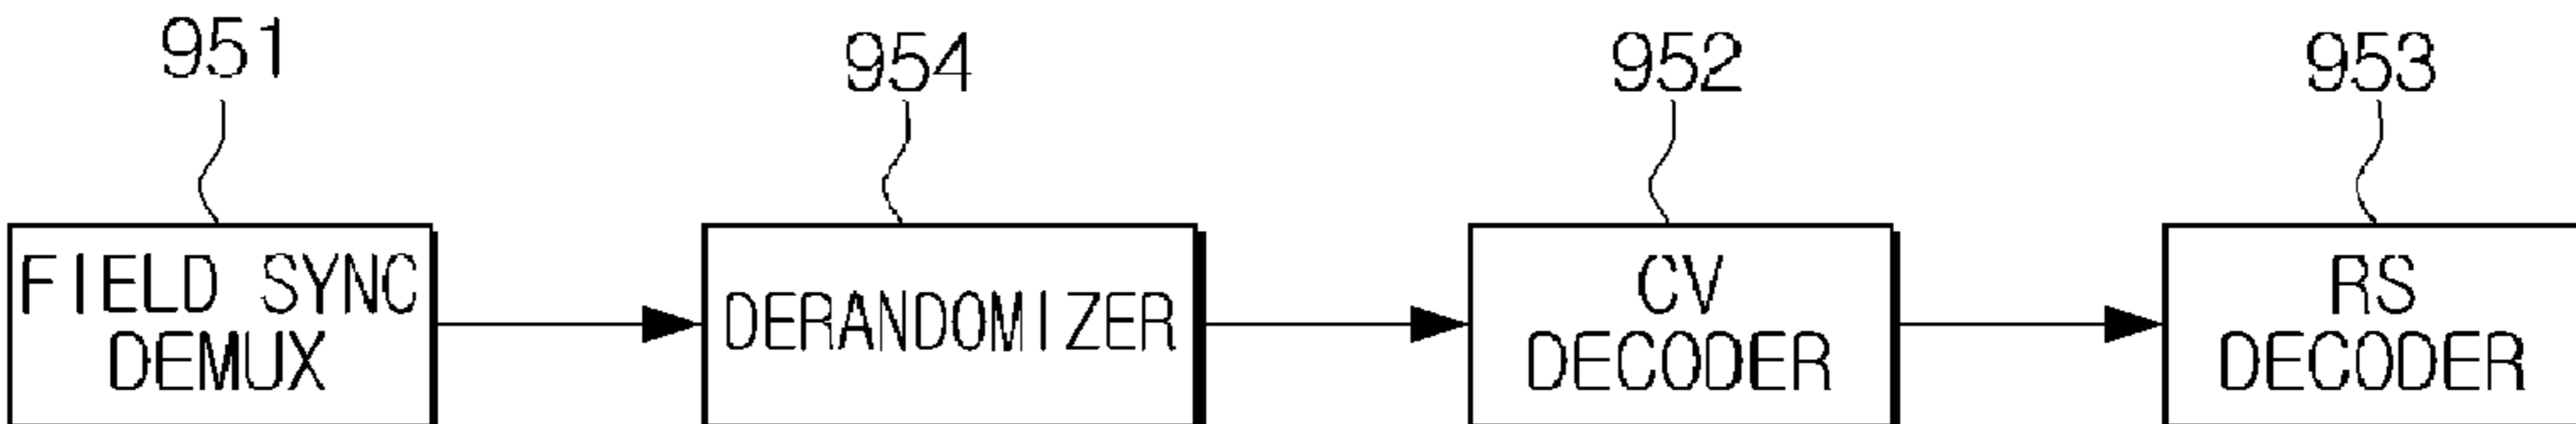 951
954
952
953
FIELD SYNC
DEMUX
DERANDOMIZER
CV
DECODER
RS
DECODER